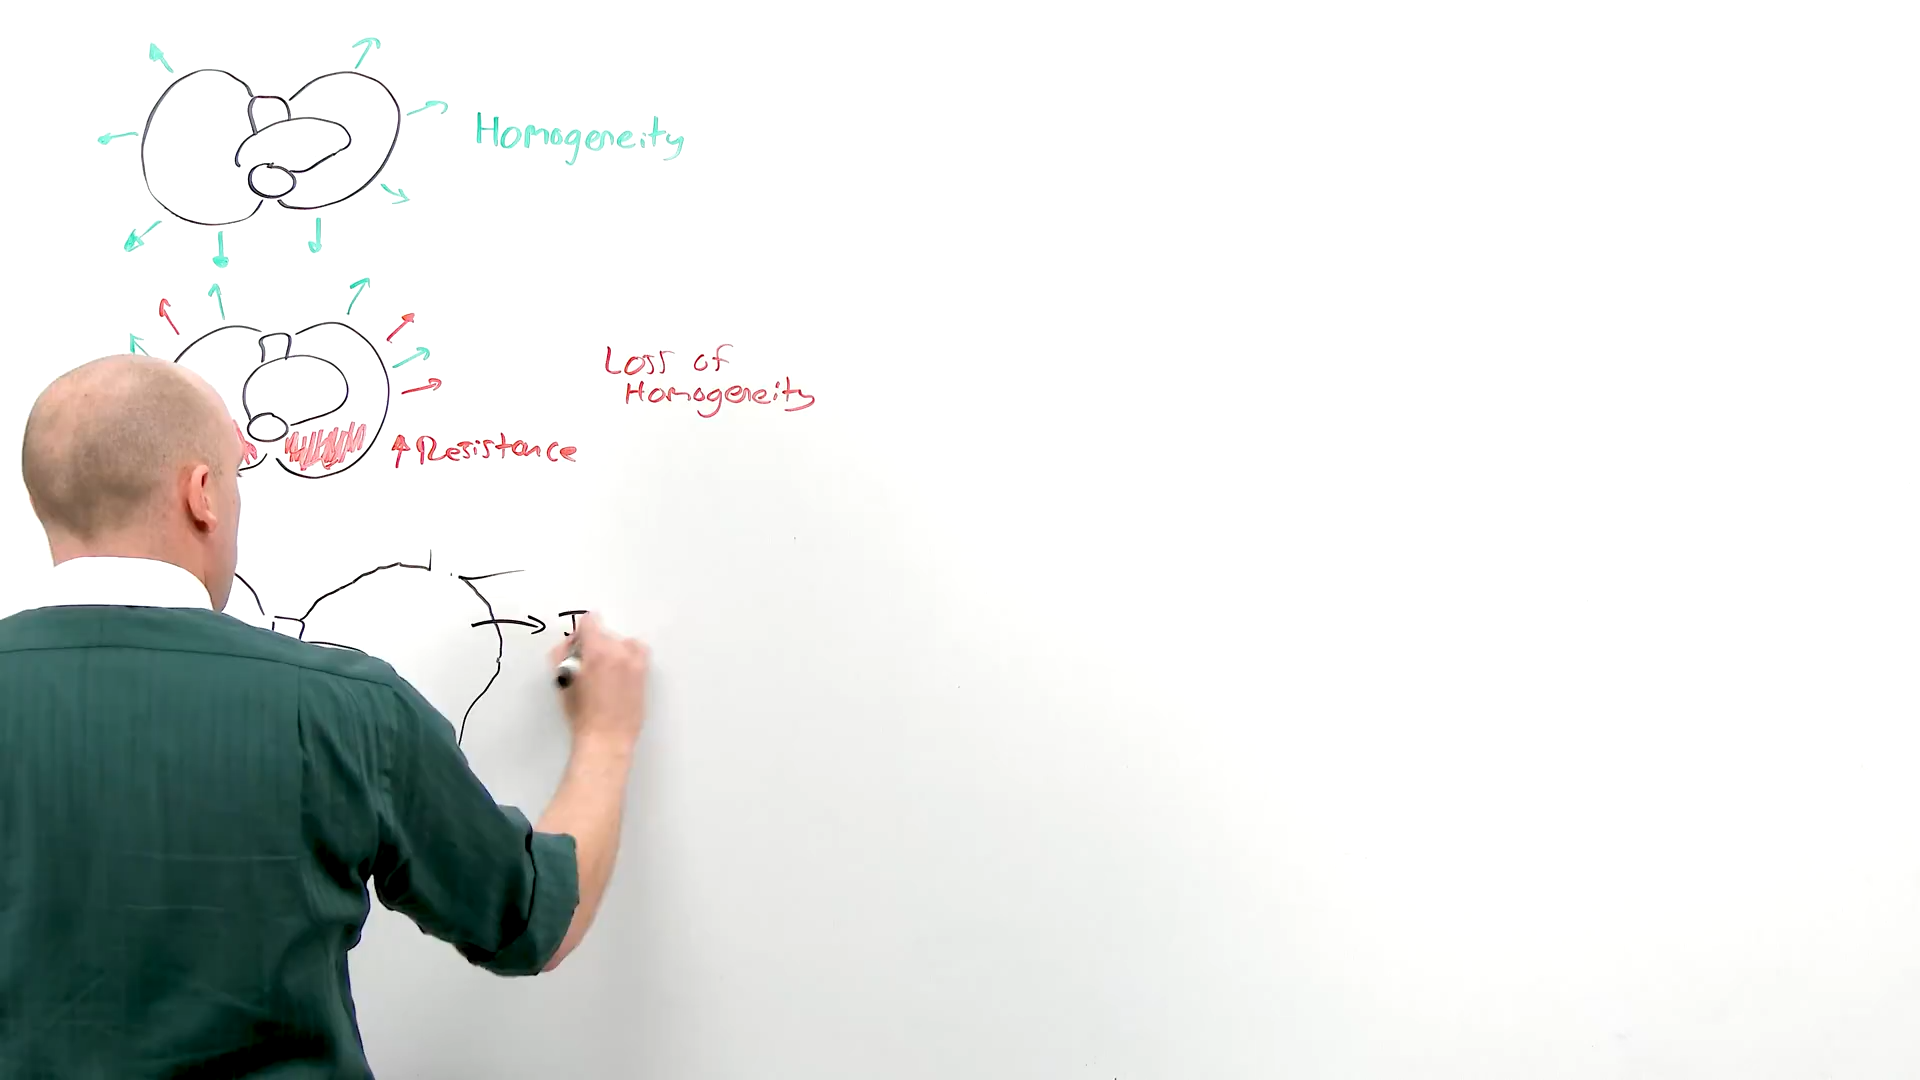 Homogeneity
Loss of
Homogeneity
↑ Resistance
I